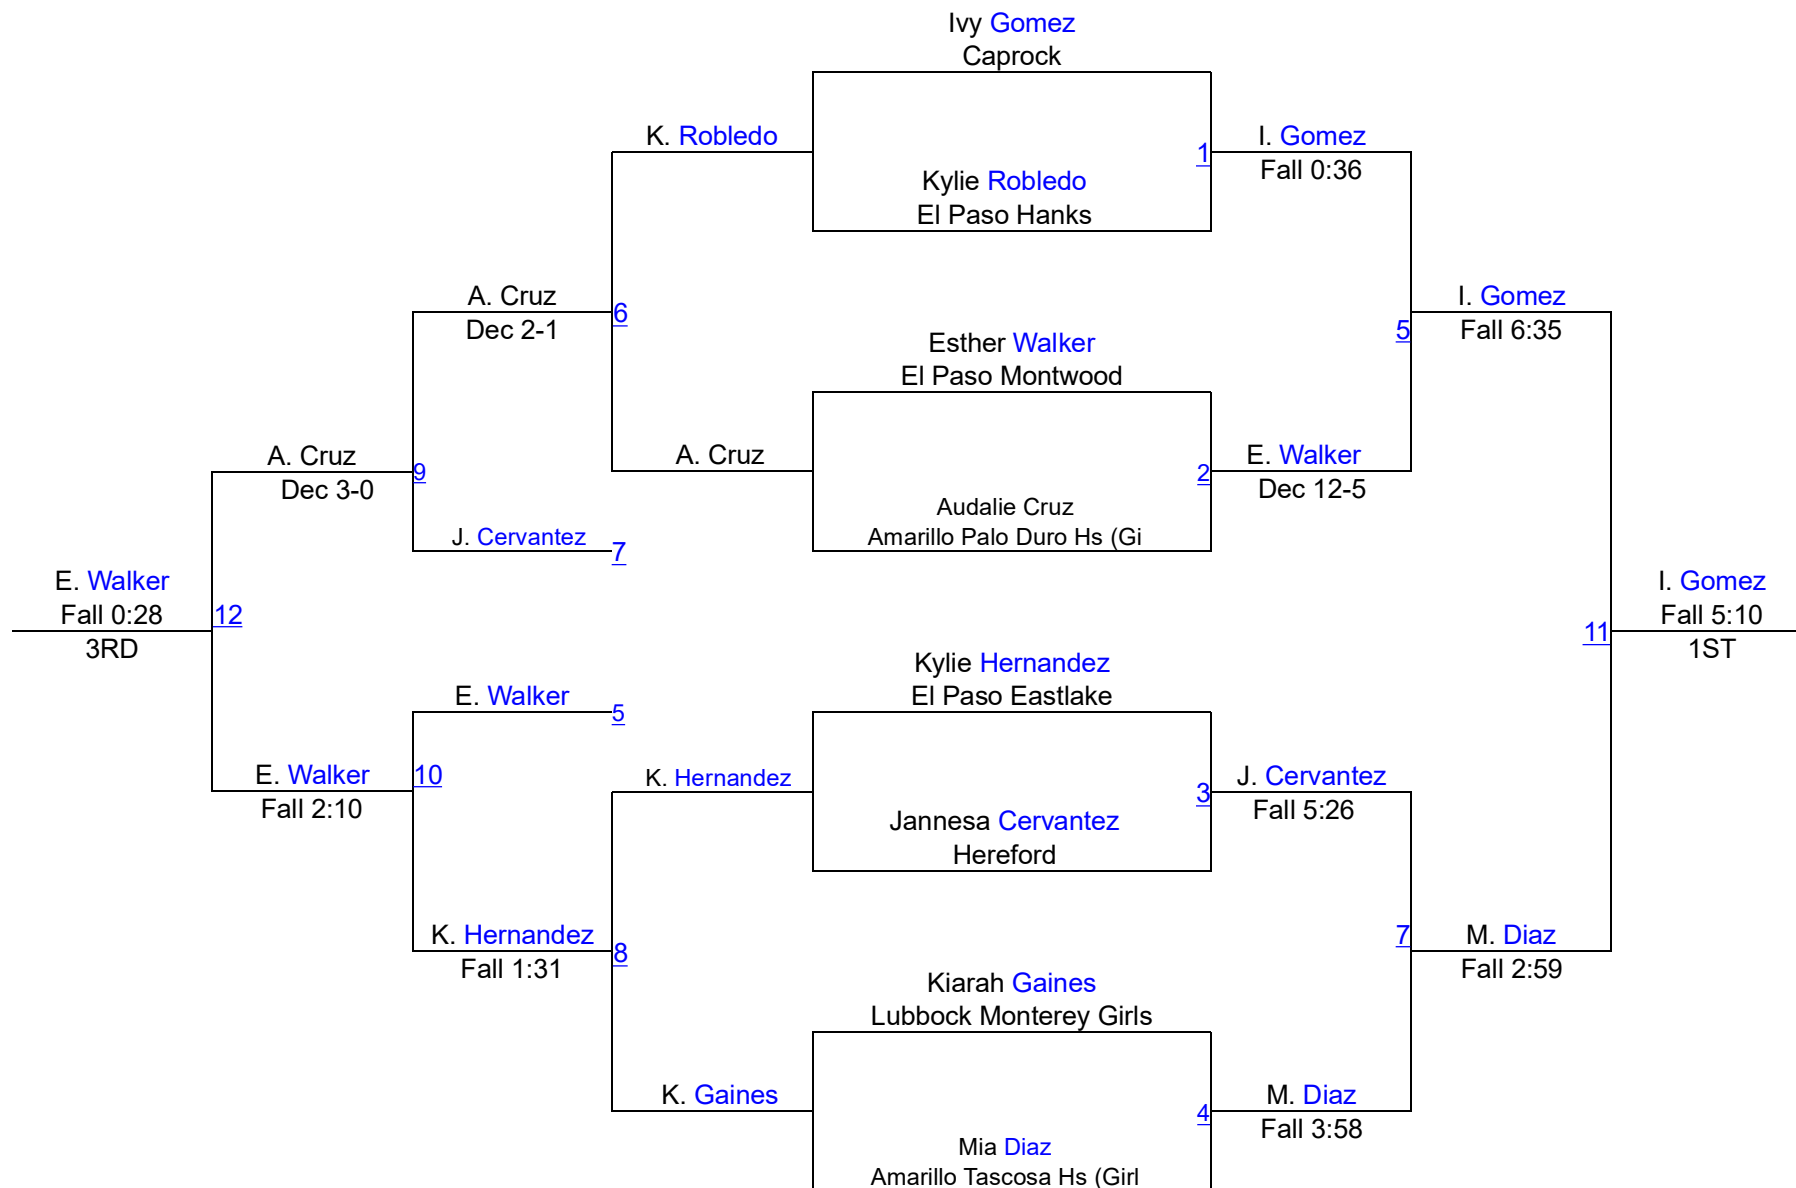 Ivy Gomez
Caprock
K. Robledo
1
I. Gomez
Fall 0:36
Kylie Robledo
El Paso Hanks
A. Cruz
Dec 2-1
6
I. Gomez
Fall 6:35
5
Esther Walker
El Paso Montwood
A. Cruz
Dec 3-0
9
A. Cruz
2
E. Walker
Dec 12-5
Audalie Cruz
Amarillo Palo Duro Hs (Gi
J. Cervantez
7
E. Walker
Fall 0:28
3RD
12
I. Gomez
Fall 5:10
1ST
11
Kylie Hernandez
El Paso Eastlake
E. Walker
5
E. Walker
Fall 2:10
10
K. Hernandez
3
J. Cervantez
Fall 5:26
Jannesa Cervantez
Hereford
K. Hernandez
Fall 1:31
8
7
M. Diaz
Fall 2:59
Kiarah Gaines
Lubbock Monterey Girls
K. Gaines
4
M. Diaz
Fall 3:58
Mia Diaz
Amarillo Tascosa Hs (Girl